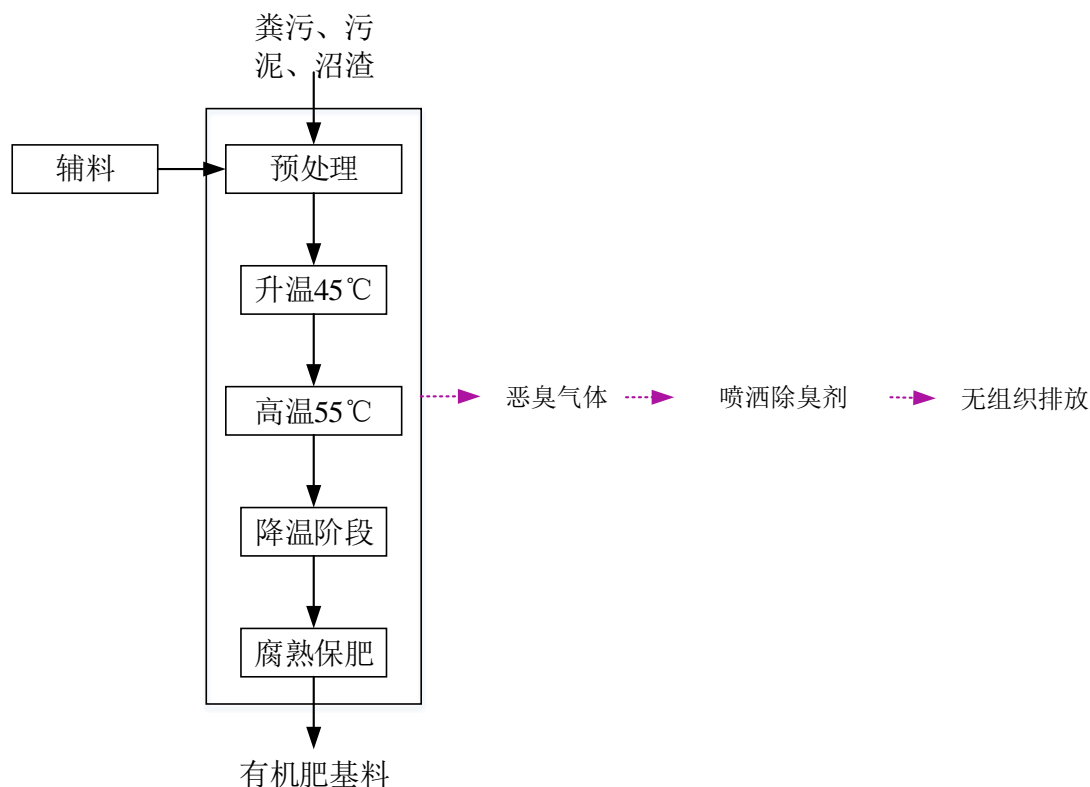 粪污、污
泥、沼渣
辅料
预处理
升温45℃
高温55℃
恶臭气体
喷洒除臭剂
无组织排放
降温阶段
腐熟保肥
有机肥基料